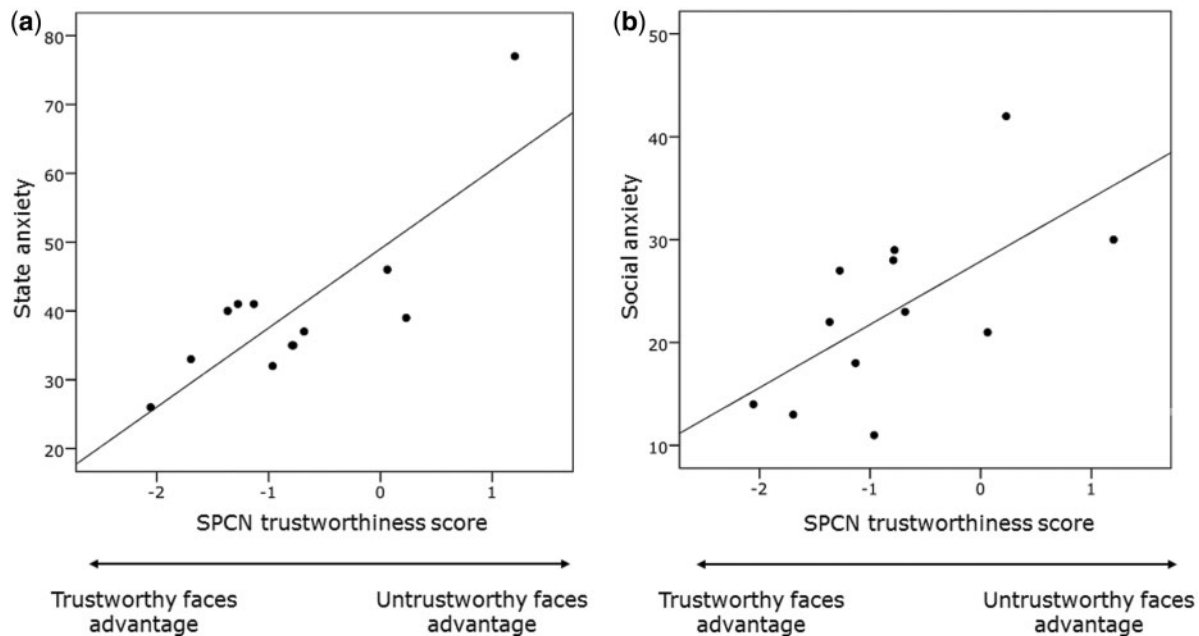 (a)
80
70
60
50
40
30
20
State anxiety
-2 -1 0 1
SPCN trustworthiness score
Trustworthy faces advantage
Untrustworthy faces advantage
(b)
50
40
30
20
10
Social anxiety
-2 -1 0 1
SPCN trustworthiness score
Trustworthy faces advantage
Untrustworthy faces advantage